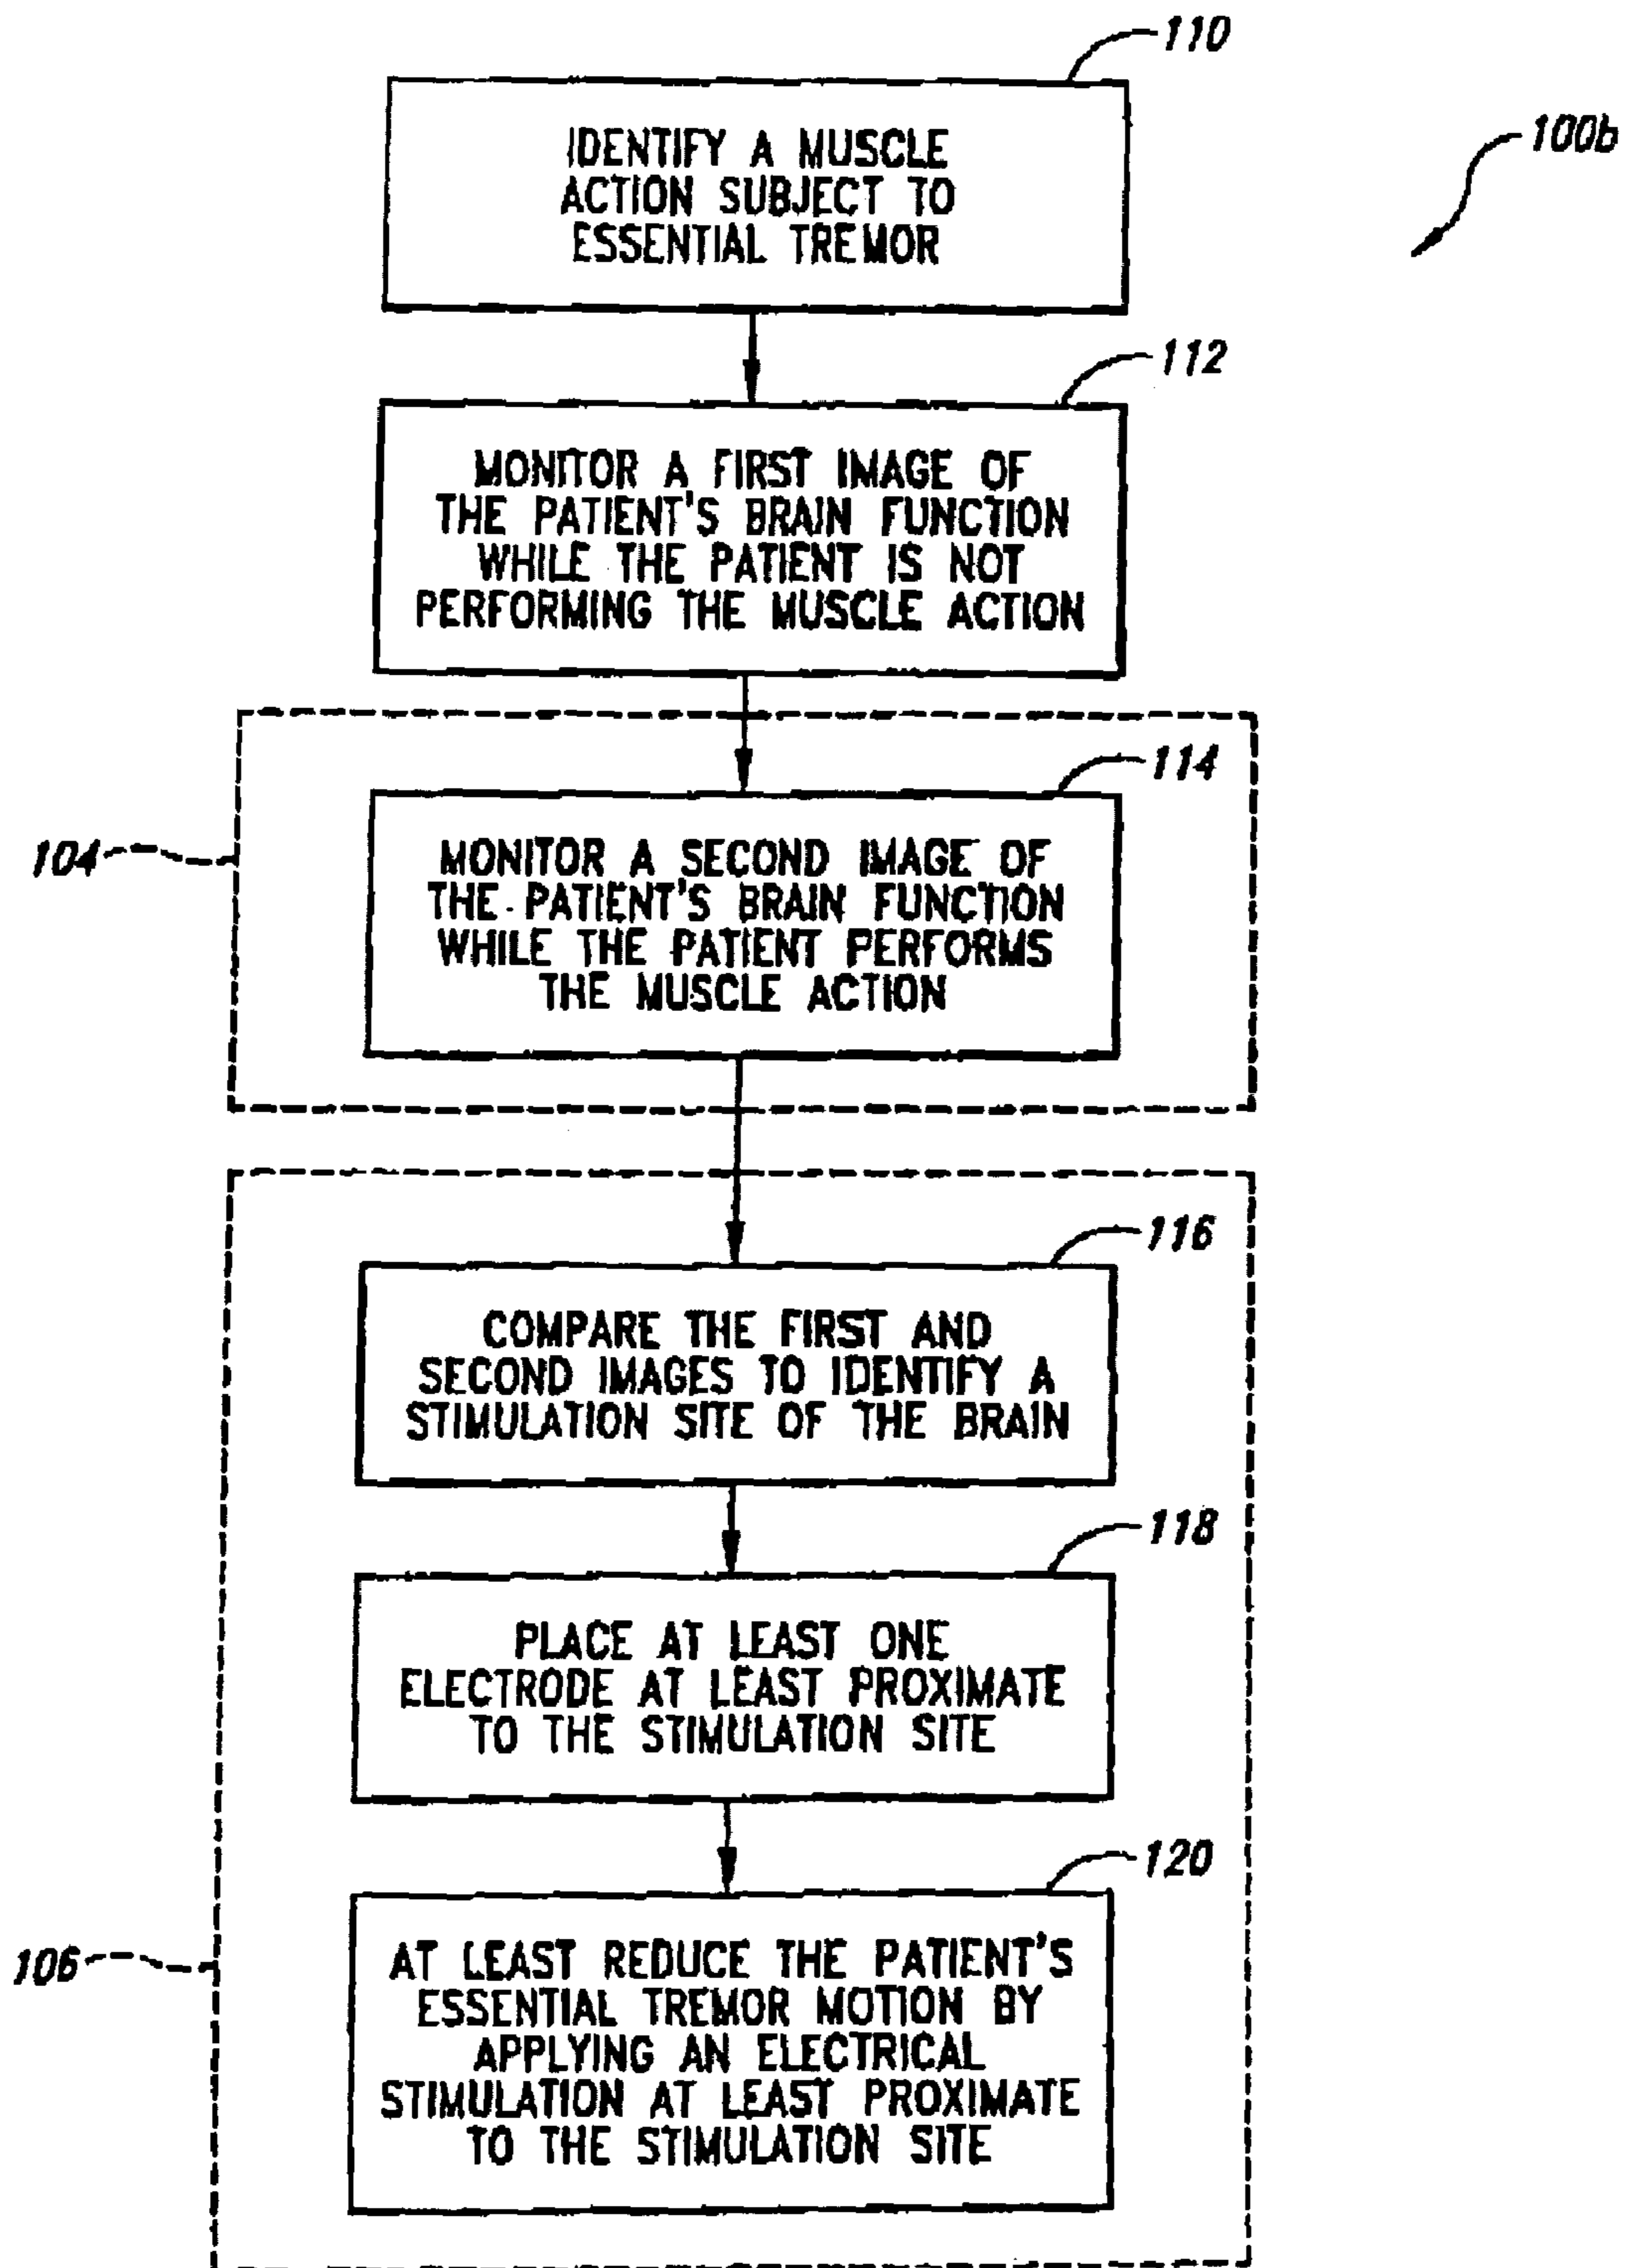 110
IDENTIFY A MUSCLE
ACTION SUBJECT TO
ESSENTIAL TREMOR
100b
112
MONITOR A FIRST IMAGE OF
THE PATIENT'S BRAIN FUNCTION
WHILE THE PATIENT IS NOT
PERFORMING THE MUSCLE ACTION
114
104
MONITOR A SECOND IMAGE OF
THE PATIENT'S BRAIN FUNCTION
WHILE THE PATIENT PERFORMS
THE MUSCLE ACTION
116
COMPARE THE FIRST AND
SECOND IMAGES TO IDENTIFY A
STIMULATION SITE OF THE BRAIN
118
PLACE AT LEAST ONE
ELECTRODE AT LEAST PROXIMATE
TO THE STIMULATION SITE
120
106
AT LEAST REDUCE THE PATIENT'S
ESSENTIAL TREMOR MOTION BY
APPLYING AN ELECTRICAL
STIMULATION AT LEAST PROXIMATE
TO THE STIMULATION SITE